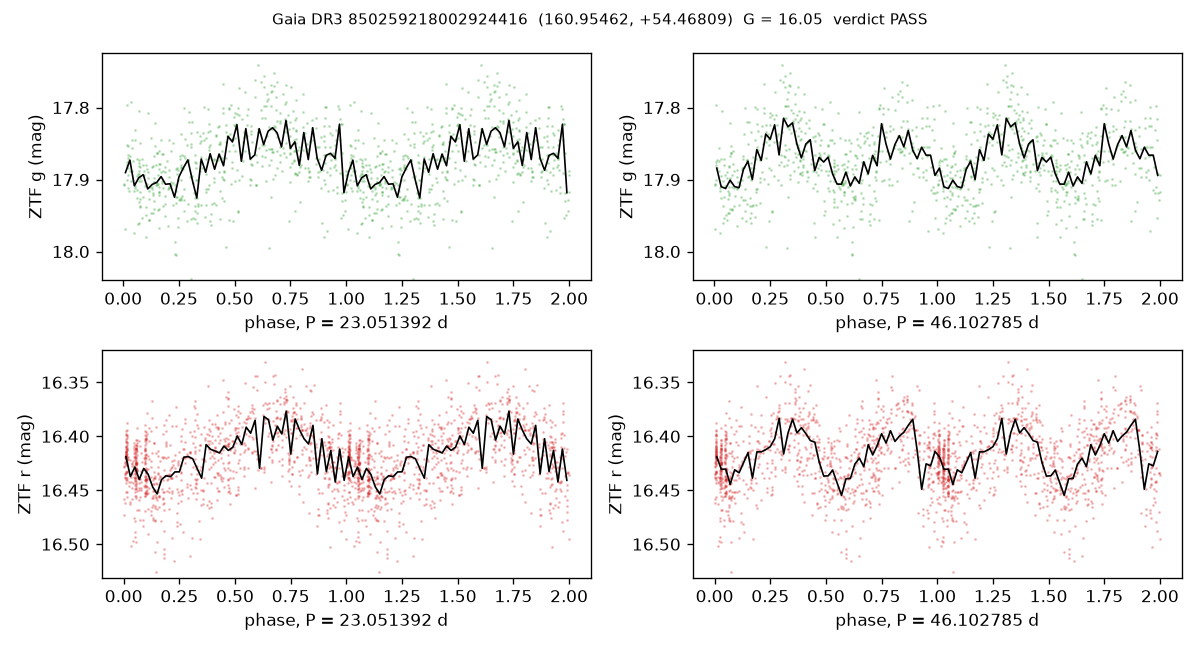 Gaia DR3 850259218002924416 (160.95462, +54.46809) G = 16.05 verdict PASS
ZTF g (mag)
17.8
17.9
18.0
0.00 0.25 0.50 0.75 1.00 1.25 1.50 1.75 2.00
phase, P = 23.051392 d
ZTF g (mag)
17.8
17.9
18.0
0.00 0.25 0.50 0.75 1.00 1.25 1.50 1.75 2.00
phase, P = 46.102785 d
ZTF r (mag)
16.35
16.40
16.45
16.50
0.00 0.25 0.50 0.75 1.00 1.25 1.50 1.75 2.00
phase, P = 23.051392 d
ZTF r (mag)
16.35
16.40
16.45
16.50
0.00 0.25 0.50 0.75 1.00 1.25 1.50 1.75 2.00
phase, P = 46.102785 d